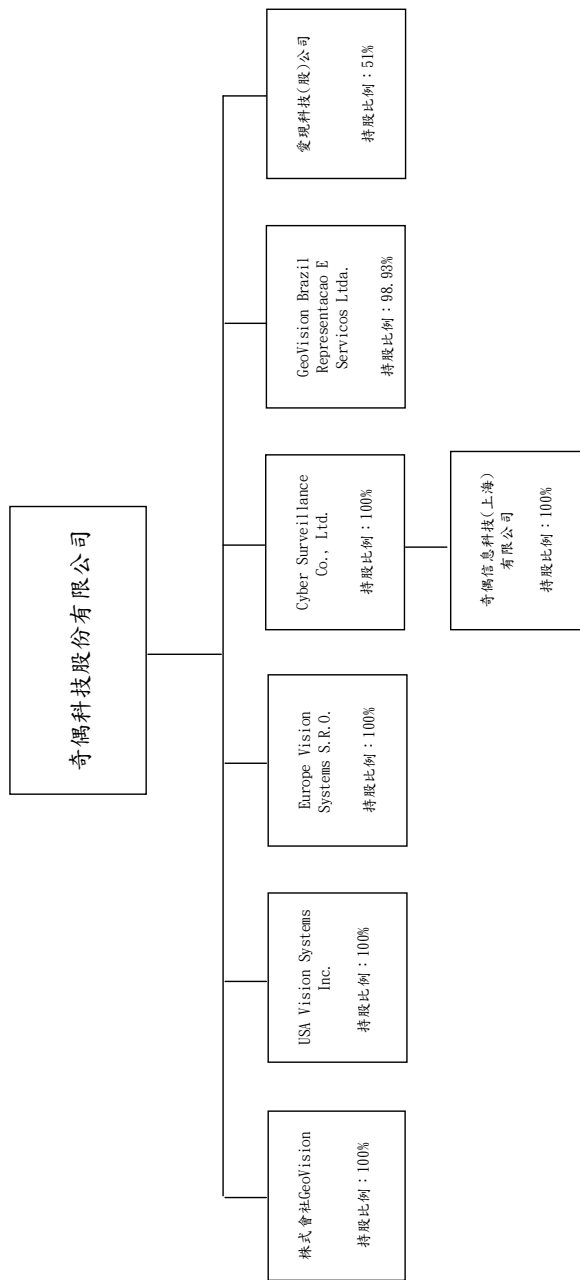 奇偶科技股份有限公司
株式會社GeoVision
持股比例：100%
USA Vision Systems
Inc.
持股比例：100%
Europe Vision
Systems S.R.O.
持股比例：100%
Cyber Surveillance
Co., Ltd.
持股比例：100%
GeoVision Brazil
Representacao E
Servicos Ltda.
持股比例：98.93%
愛現科技(股)公司
持股比例：51%
奇偶信息科技(上海)
有限公司
持股比例：100%